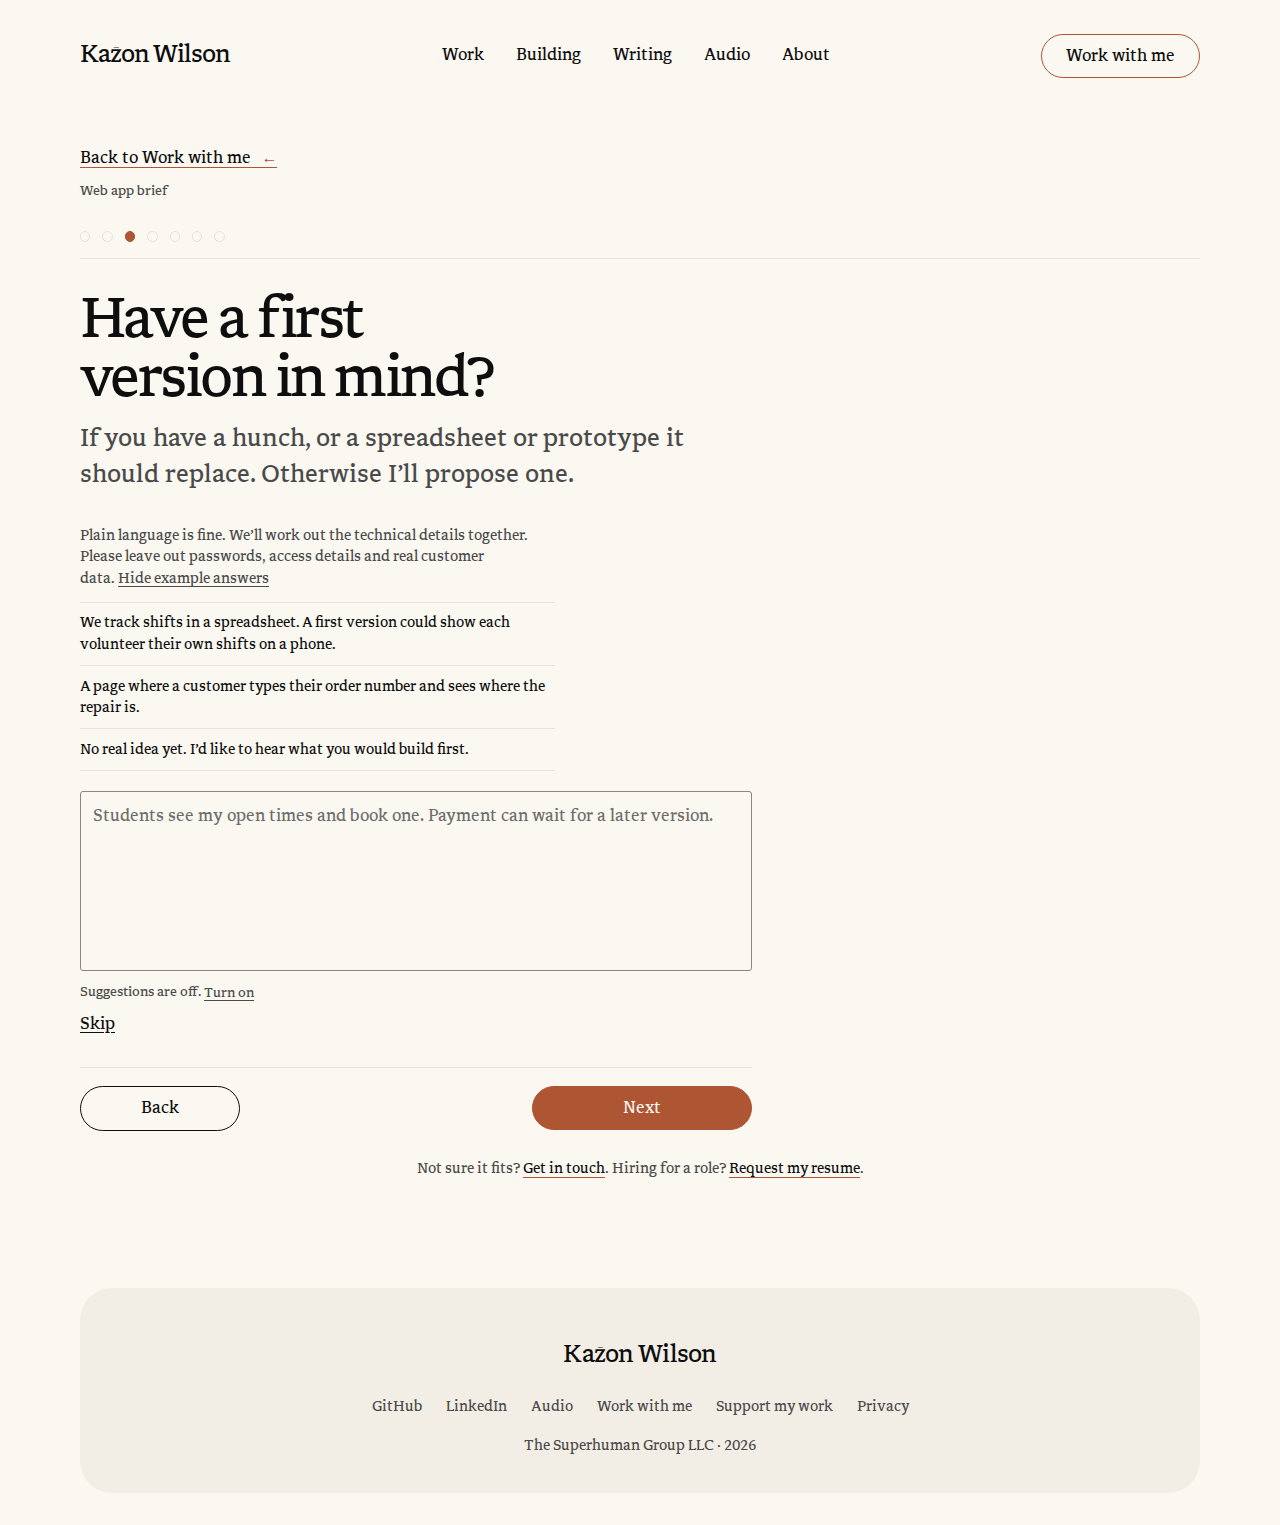 Kazon Wilson
Work Building Writing Audio About
Work with me
Back to Work with me ←
Web app brief
Have a first
version in mind?
If you have a hunch, or a spreadsheet or prototype it
should replace. Otherwise I’ll propose one.
Plain language is fine. We’ll work out the technical details together.
Please leave out passwords, access details and real customer
data. Hide example answers
We track shifts in a spreadsheet. A first version could show each
volunteer their own shifts on a phone.
A page where a customer types their order number and sees where the
repair is.
No real idea yet. I’d like to hear what you would build first.
Students see my open times and book one. Payment can wait for a later version.
Suggestions are off. Turn on
Skip
Back
Next
Not sure it fits? Get in touch. Hiring for a role? Request my resume.
Kazon Wilson
GitHub LinkedIn Audio Work with me Support my work Privacy
The Superhuman Group LLC · 2026